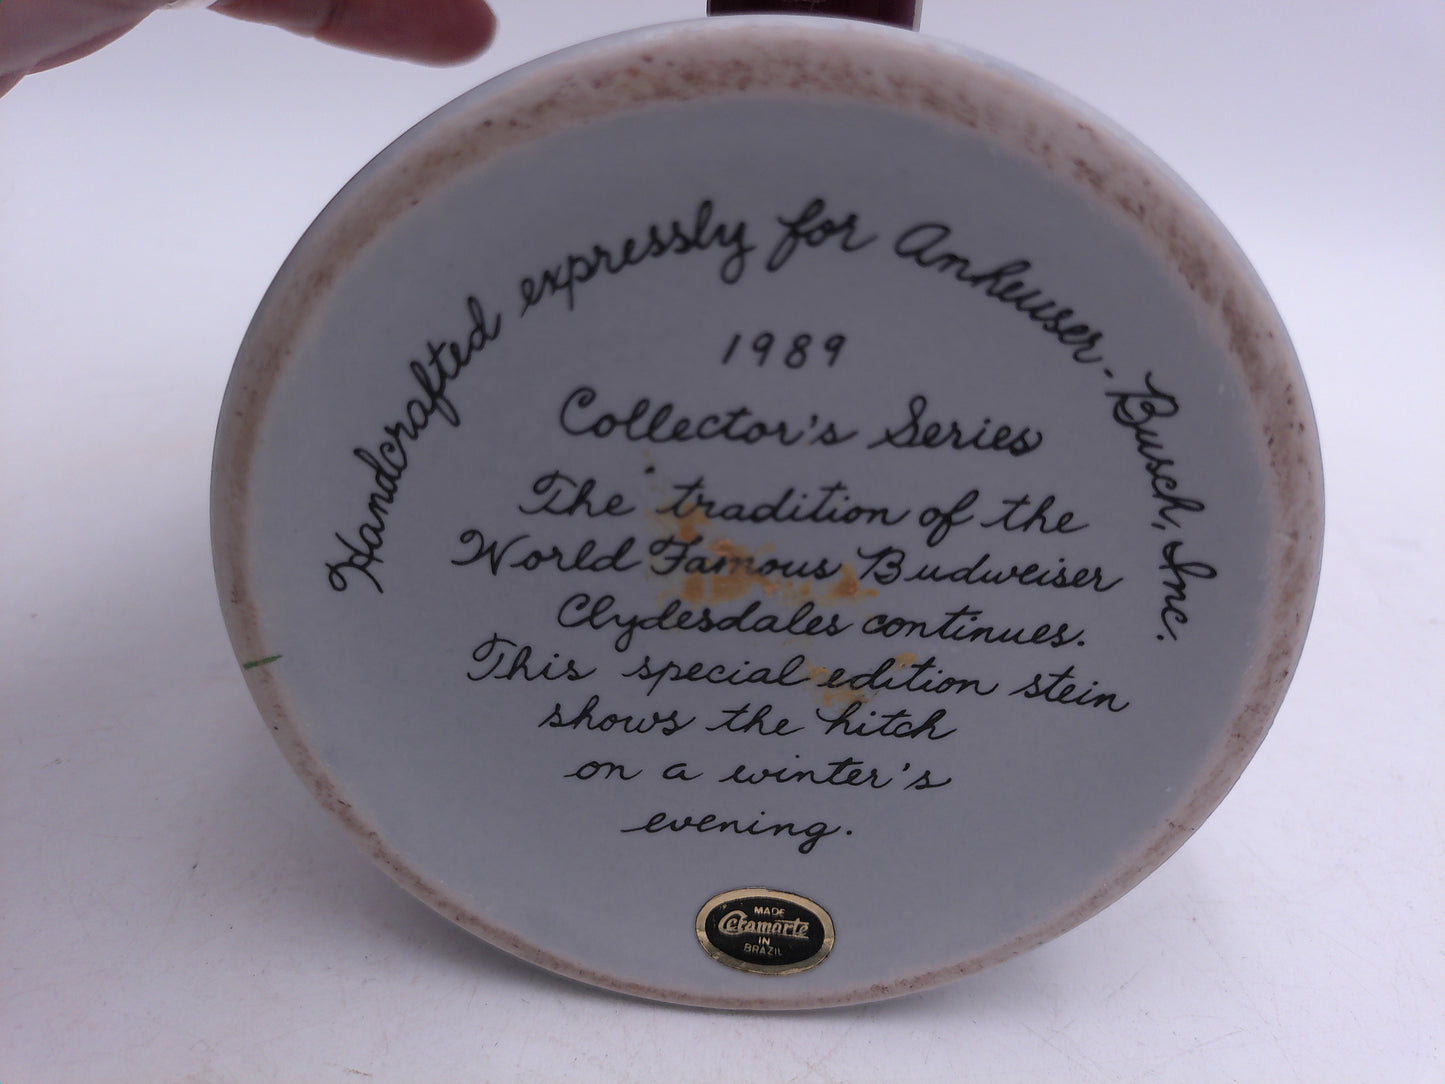 Handcrafted expressly for Anheuser-Busch, Inc.
1989
Collector's Series
The tradition of the
World Famous Budweiser
Clydesdales continues.
This special edition stein
shows the hitch
on a winter's
evening.
MADE
Ceramarte
IN
BRAZIL